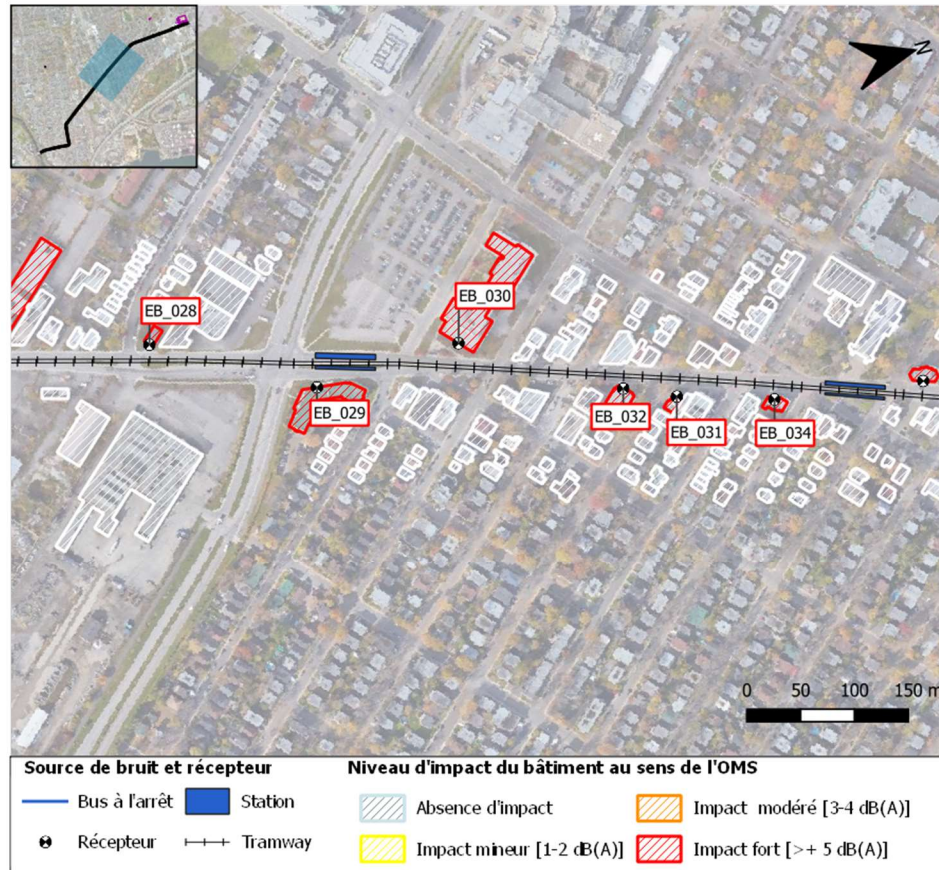 N
EB_028
EB_030
EB_029
EB_032
EB_031
EB_034
0 50 100 150 m
Source de bruit et récepteur
Niveau d'impact du bâtiment au sens de l'OMS
Bus à l'arrêt
Station
Absence d'impact
Impact modéré [3-4 dB(A)]
Récepteur
Tramway
Impact mineur [1-2 dB(A)]
Impact fort [>+ 5 dB(A)]